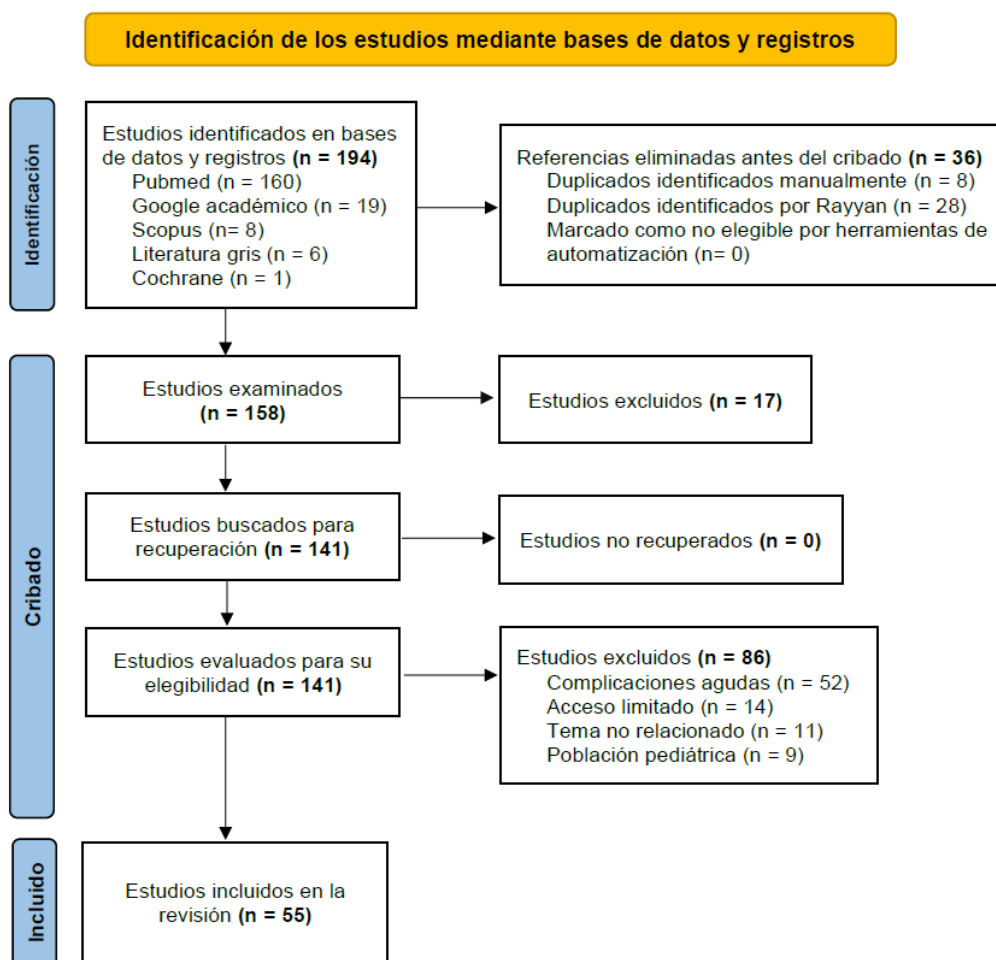 Identificación de los estudios mediante bases de datos y registros
Identificación
Estudios identificados en bases
de datos y registros (n = 194)
Pubmed (n = 160)
Google académico (n = 19)
Scopus (n= 8)
Literatura gris (n = 6)
Cochrane (n = 1)
Referencias eliminadas antes del cribado (n = 36)
Duplicados identificados manualmente (n = 8)
Duplicados identificados por Rayyan (n = 28)
Marcado como no elegible por herramientas de
automatización (n= 0)
Cribado
Estudios examinados
(n = 158)
Estudios excluidos (n = 17)
Estudios buscados para
recuperación (n = 141)
Estudios no recuperados (n = 0)
Estudios evaluados para su
elegibilidad (n = 141)
Estudios excluidos (n = 86)
Complicaciones agudas (n = 52)
Acceso limitado (n = 14)
Tema no relacionado (n = 11)
Población pediátrica (n = 9)
Incluido
Estudios incluidos en la
revisión (n = 55)